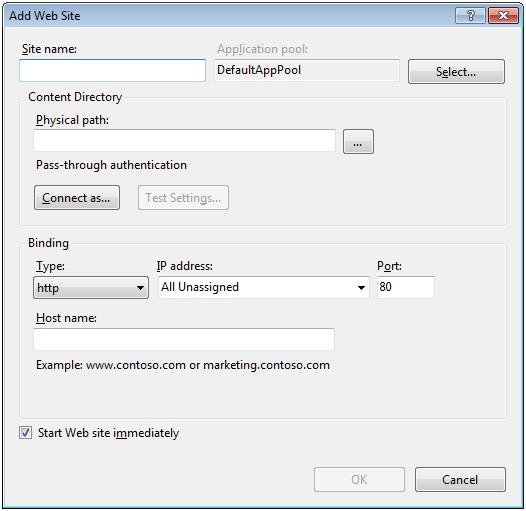 Add Web Site
Site name:
Application pool:
DefaultAppPool
Select...
Content Directory
Physical path:
...
Pass-through authentication
Connect as...
Test Settings...
Binding
Type:
IP address:
Port:
http
All Unassigned
80
Host name:
Example: www.contoso.com or marketing.contoso.com
Start Web site immediately
OK
Cancel